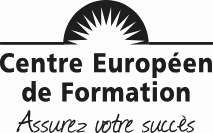 Centre Européen
de Formation
Assurez votre succès